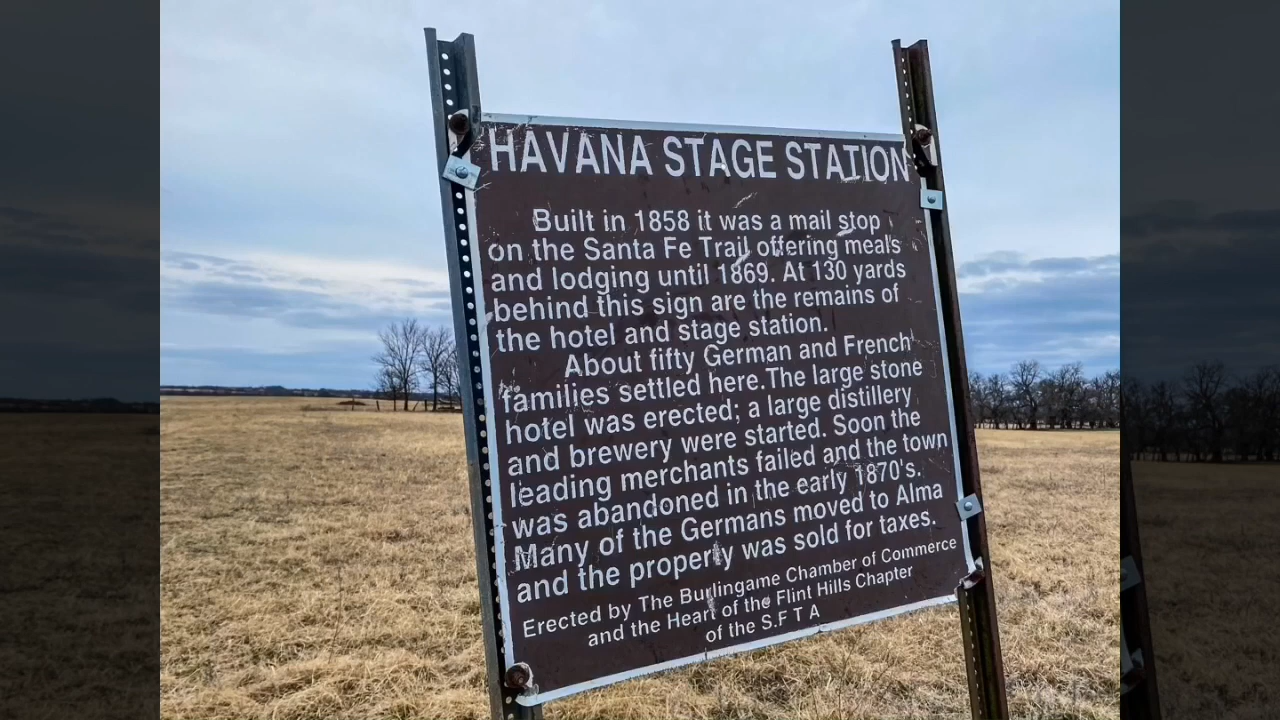 HAVANA STAGE STATION
Built in 1858 it was a mail stop
on the Santa Fe Trail offering meals
and lodging until 1869. At 130 yards
behind this sign are the remains of
the hotel and stage station.
About fifty German and French
families settled here.The large stone
hotel was erected; a large distillery
and brewery were started. Soon the
leading merchants failed and the town
was abandoned in the early 1870's.
Many of the Germans moved to Alma
and the property was sold for taxes.
Erected by The Burlingame Chamber of Commerce
and the Heart of the Flint Hills Chapter
of the S.F T A